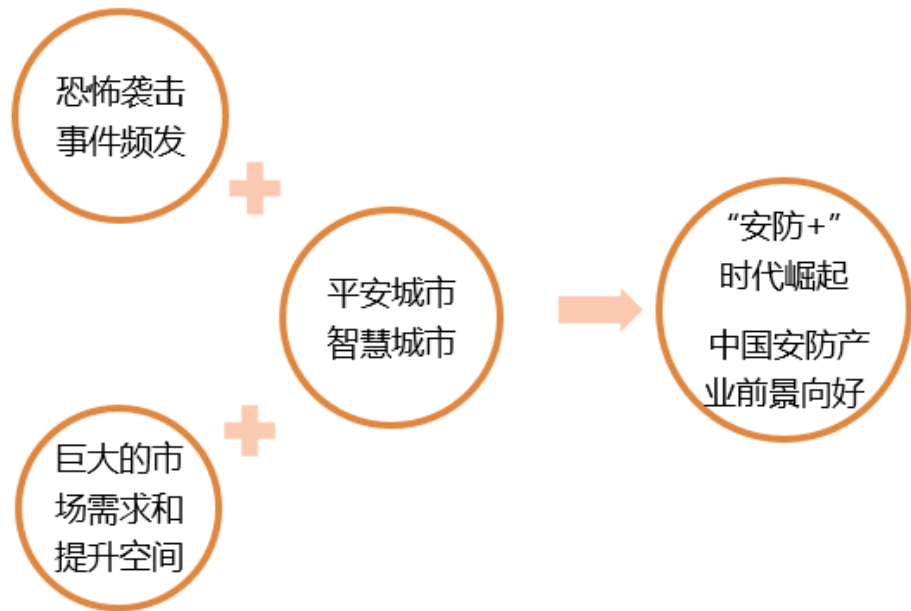 恐怖袭击
事件频发
平安城市
智慧城市
巨大的市
场需求和
提升空间
“安防+”
时代崛起
中国安防产
业前景向好